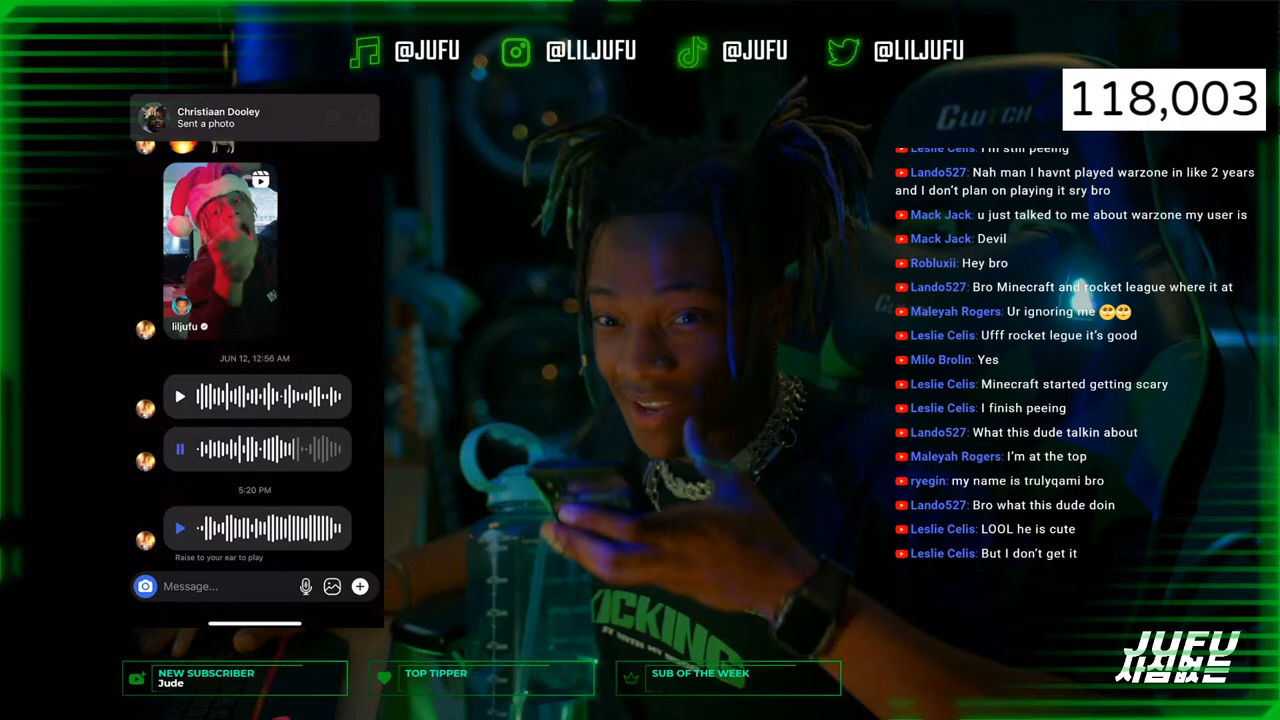 @JUFU
@LILJUFU
@JUFU
@LILJUFU
118,003
CLUTCH
Christiaan Dooley
Sent a photo
liljufu
JUN 12, 12:56 AM
5:20 PM
Raise to your ear to play
Message...
Leslie Celis: I'm still peeing
Lando527: Nah man I havnt played warzone in like 2 years
and I don't plan on playing it sry bro
Mack Jack: u just talked to me about warzone my user is
Mack Jack: Devil
Robluxii: Hey bro
Lando527: Bro Minecraft and rocket league where it at
Maleyah Rogers: Ur ignoring me 🙄🙄
Leslie Celis: Ufff rocket legue it's good
Milo Brolin: Yes
Leslie Celis: Minecraft started getting scary
Leslie Celis: I finish peeing
Lando527: What this dude talkin about
Maleyah Rogers: I'm at the top
ryegin: my name is trulyqami bro
Lando527: Bro what this dude doin
Leslie Celis: LOOL he is cute
Leslie Celis: But I don't get it
KICKING
IT WITH MY
NEW SUBSCRIBER
Jude
TOP TIPPER
SUB OF THE WEEK
JUFU
사심없는